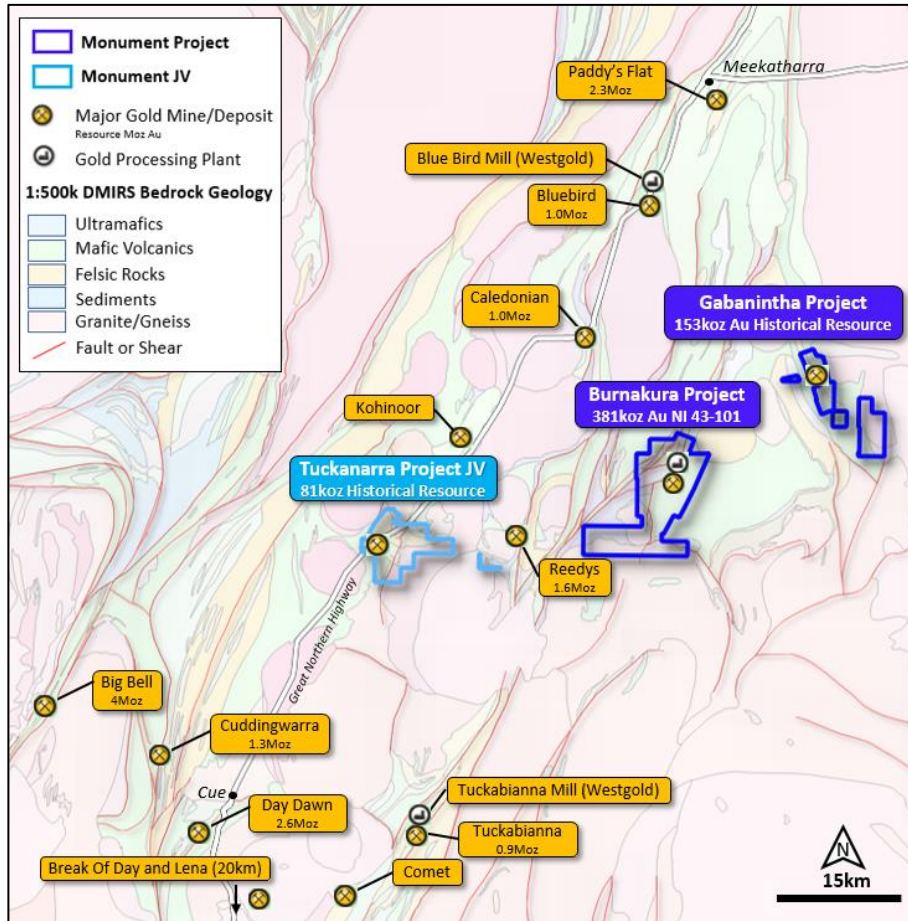 Monument Project
Monument JV
Major Gold Mine/Deposit
Resource Moz Au
Gold Processing Plant
1:500k DMIRS Bedrock Geology
Ultramafics
Mafic Volcanics
Felsic Rocks
Sediments
Granite/Gneiss
Fault or Shear
Meekatharra
Paddy's Flat
2.3Moz
Blue Bird Mill (Westgold)
Bluebird
1.0Moz
Caledonian
1.0Moz
Gabanintha Project
153koz Au Historical Resource
Burnakura Project
381koz Au NI 43-101
Kohinoor
Tuckanarra Project JV
81koz Historical Resource
Reedys
1.6Moz
Great Northern Highway
Big Bell
4Moz
Cuddingwarra
1.3Moz
Cue
Day Dawn
2.6Moz
Tuckabianna Mill (Westgold)
Tuckabianna
0.9Moz
Break Of Day and Lena (20km)
Comet
N
15km